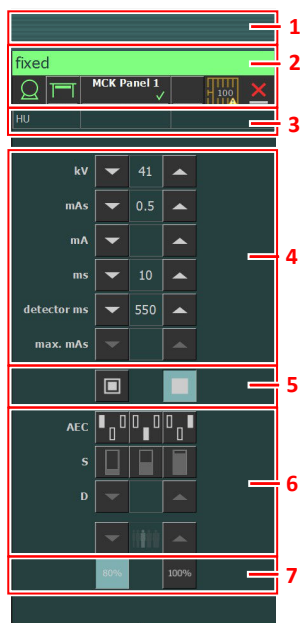 1
fixed
2
MCK Panel 1
100
HU
3
kV
41
mAs
0.5
mA
4
ms
10
detector ms
550
max. mAs
5
AEC
S
6
D
80%
100%
7